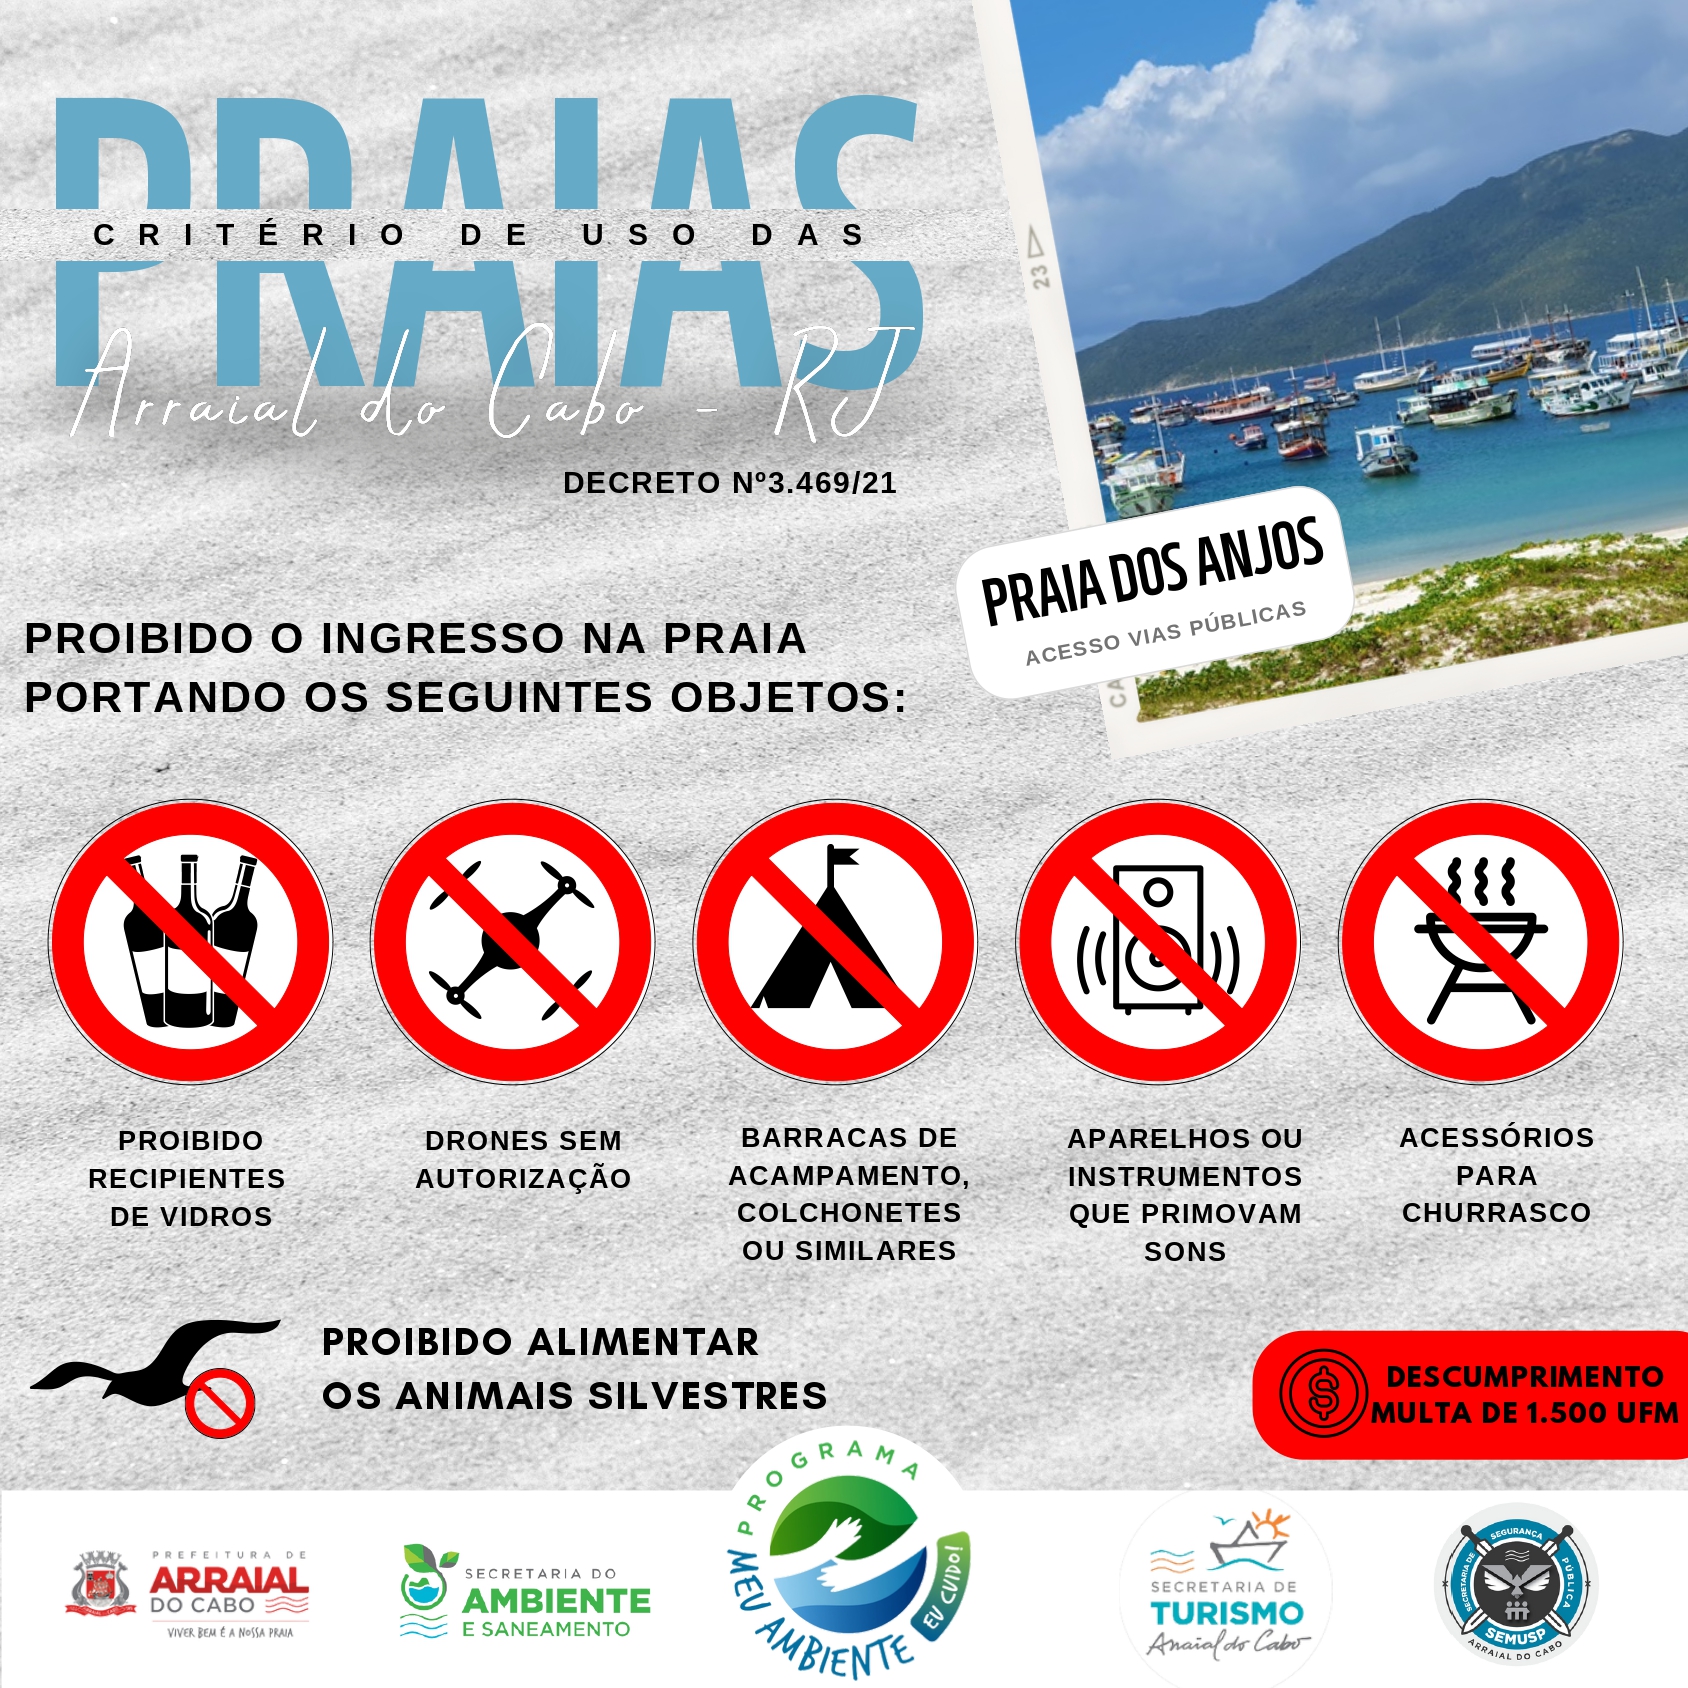 PRAIAS
CRITÉRIO DE USO DAS
Arraial do Cabo - RJ
DECRETO Nº3.469/21
23
PRAIA DOS ANJOS
ACESSO VIAS PÚBLICAS
CA
PROIBIDO O INGRESSO NA PRAIA
PORTANDO OS SEGUINTES OBJETOS:
PROIBIDO
RECIPIENTES
DE VIDROS
DRONES SEM
AUTORIZAÇÃO
BARRACAS DE
ACAMPAMENTO,
COLCHONETES
OU SIMILARES
APARELHOS OU
INSTRUMENTOS
QUE PRIMOVAM
SONS
ACESSÓRIOS
PARA
CHURRASCO
PROIBIDO ALIMENTAR
OS ANIMAIS SILVESTRES
DESCUMPRIMENTO
MULTA DE 1.500 UFM
PREFEITURA DE
ARRAIAL
DO CABO
VIVER BEM É A NOSSA PRAIA
SECRETARIA DO
AMBIENTE
E SANEAMENTO
PROGRAMA
MEU AMBIENTE
EU CUIDO!
SECRETARIA DE
TURISMO
Arraial do Cabo
SECRETARIA DE
SEGURANÇA
PÚBLICA
SEMUSP
ARRAIAL DO CABO